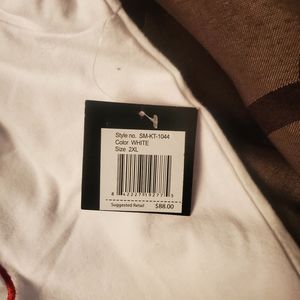 Style no. SM-KT-1044
Color WHITE
Size 2XL
Suggested Retail $88.00